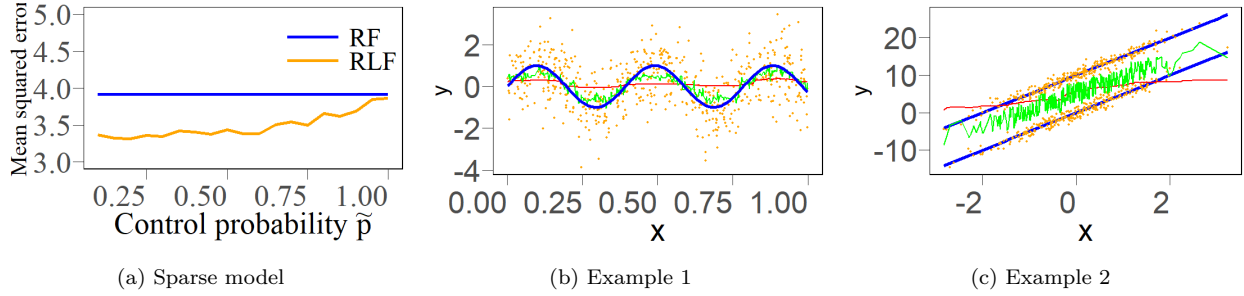 Mean squared error
5.0
4.5
4.0
3.5
3.0
RF
RLF
0.25 0.50 0.75 1.00
Control probability p̃
(a) Sparse model
y
2
0
-2
-4
0.00 0.25 0.50 0.75 1.00
x
(b) Example 1
y
20
10
0
-10
-2 0 2
x
(c) Example 2